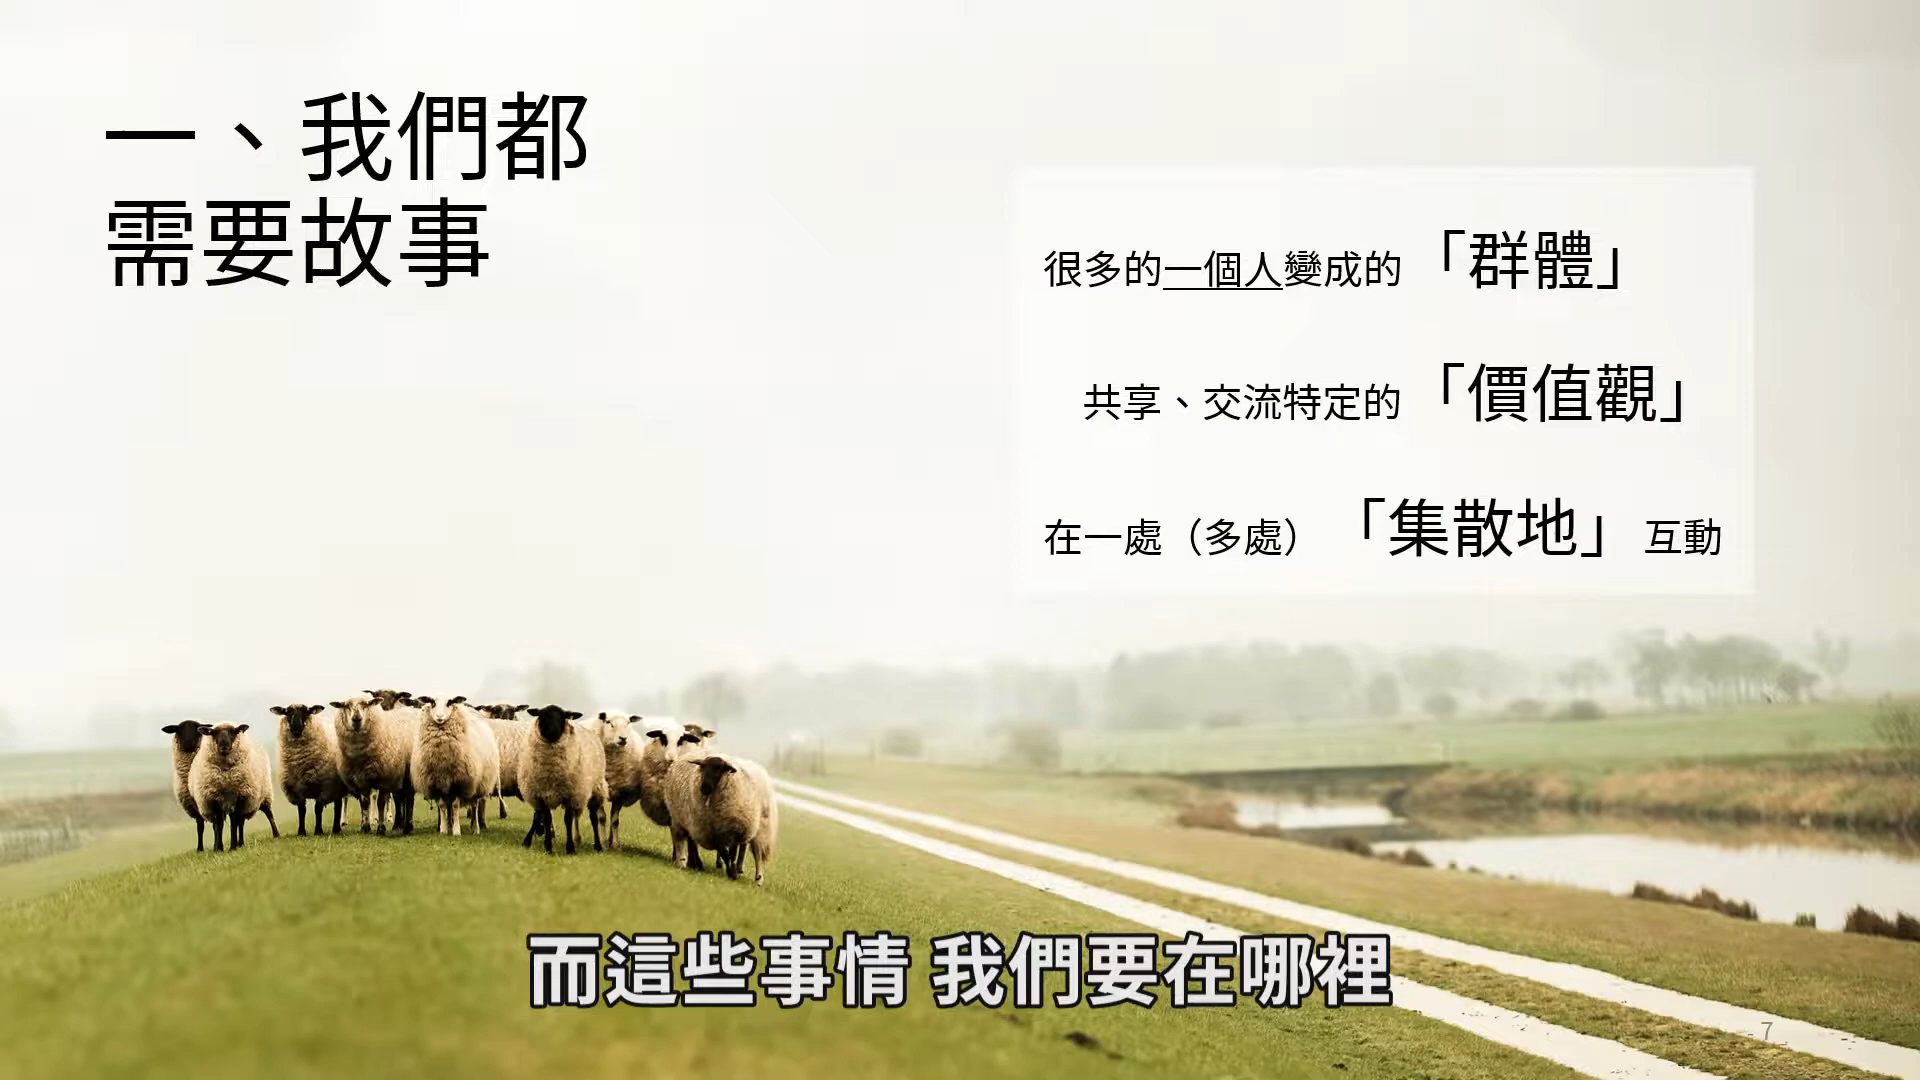 一、我們都
需要故事
很多的一個人變成的「群體」
共享、交流特定的「價值觀」
在一處（多處）「集散地」互動
而這些事情 我們要在哪裡
7